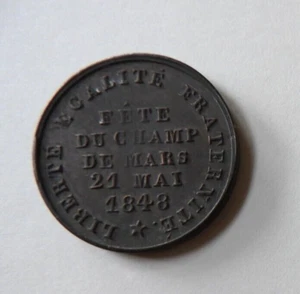 LIBERTÉ ÉGALITÉ FRATERNITÉ
FÊTE
DU CHAMP
DE MARS
21 MAI
1848